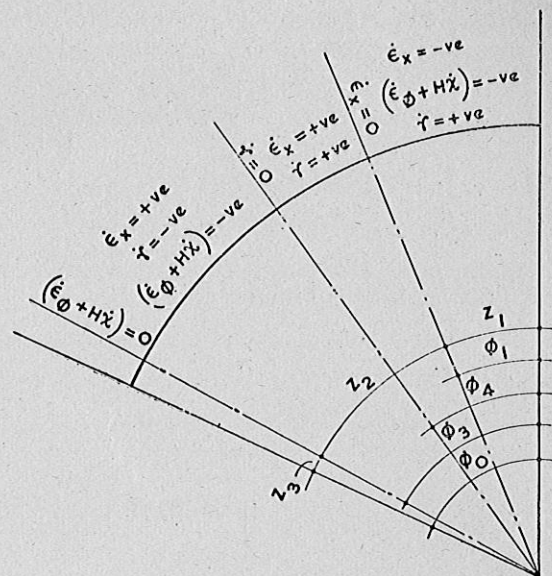 ε̇x = -ve
(ε̇ϕ + Hχ̇) = -ve
γ̇ = +ve
0 = ε̇x
ε̇x = +ve
γ̇ = +ve
0 = γ̇
ε̇x = +ve
γ̇ = -ve
(ε̇ϕ + Hχ̇) = -ve
(ε̇ϕ + Hχ̇) = 0
z1
ϕ1
z2
ϕ4
ϕ3
ϕ0
z3